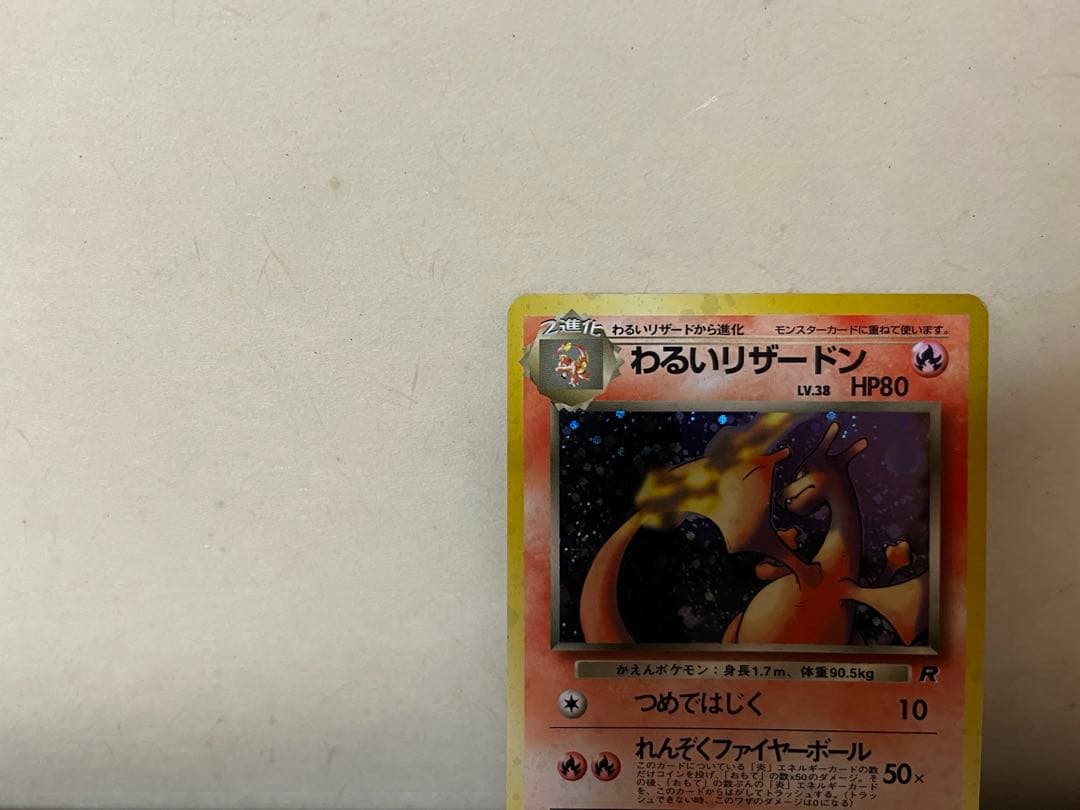 2進化 わるいリザードから進化 モンスターカードに重ねて使います。
わるいリザードン
LV.38 HP80
かえんポケモン：身長1.7m、体重90.5kg R
つめではじく 10
れんぞくファイヤーボール
このカードについている「炎」エネルギーカードの数
だけコインを投げ、「おもて」の数x50のダメージ。そ
の後、「おもて」の数ぶんの「炎」エネルギーカード
を、このカードからはがしてトラッシュする。（トラッ
シュできない時、このワザのダメージは0になる）
50×